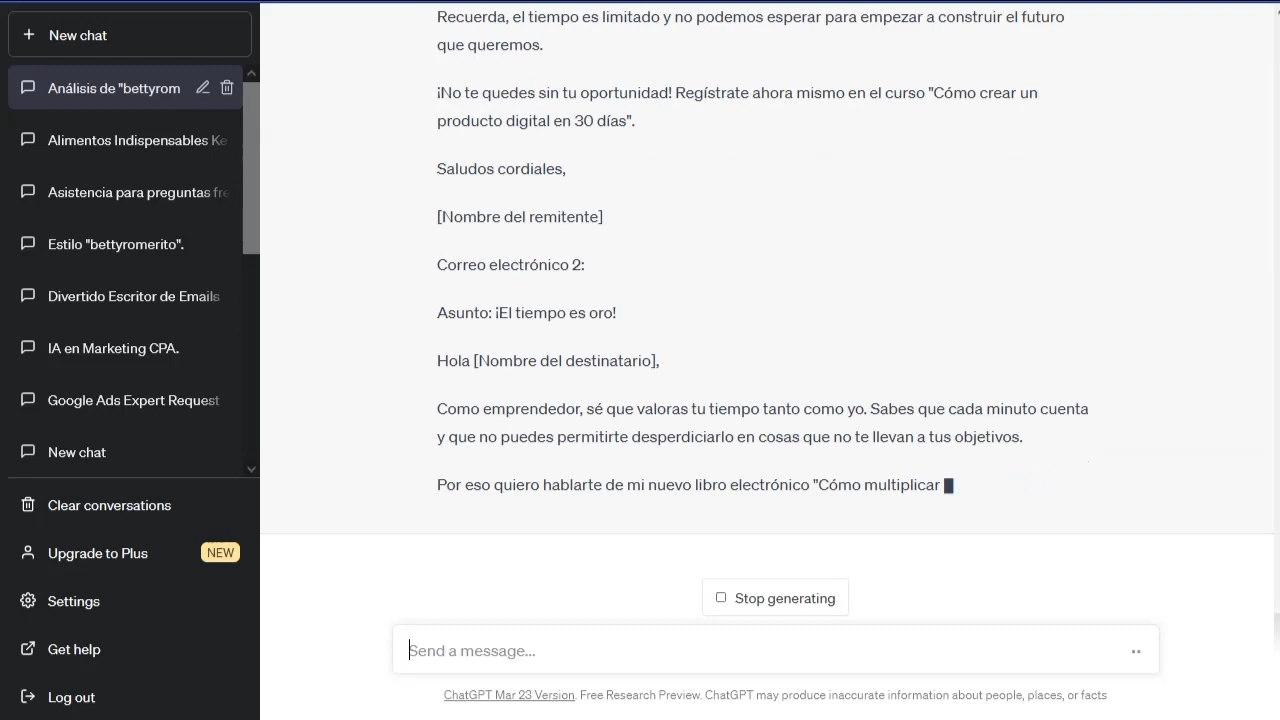 New chat
Análisis de "bettyrom
Alimentos Indispensables Ke
Asistencia para preguntas fre
Estilo "bettyromerito".
Divertido Escritor de Emails
IA en Marketing CPA.
Google Ads Expert Request
New chat
Clear conversations
Upgrade to Plus NEW
Settings
Get help
Log out
Recuerda, el tiempo es limitado y no podemos esperar para empezar a construir el futuro
que queremos.
¡No te quedes sin tu oportunidad! Regístrate ahora mismo en el curso "Cómo crear un
producto digital en 30 días".
Saludos cordiales,
[Nombre del remitente]
Correo electrónico 2:
Asunto: ¡El tiempo es oro!
Hola [Nombre del destinatario],
Como emprendedor, sé que valoras tu tiempo tanto como yo. Sabes que cada minuto cuenta
y que no puedes permitirte desperdiciarlo en cosas que no te llevan a tus objetivos.
Por eso quiero hablarte de mi nuevo libro electrónico "Cómo multiplicar
Stop generating
Send a message...
ChatGPT Mar 23 Version. Free Research Preview. ChatGPT may produce inaccurate information about people, places, or facts